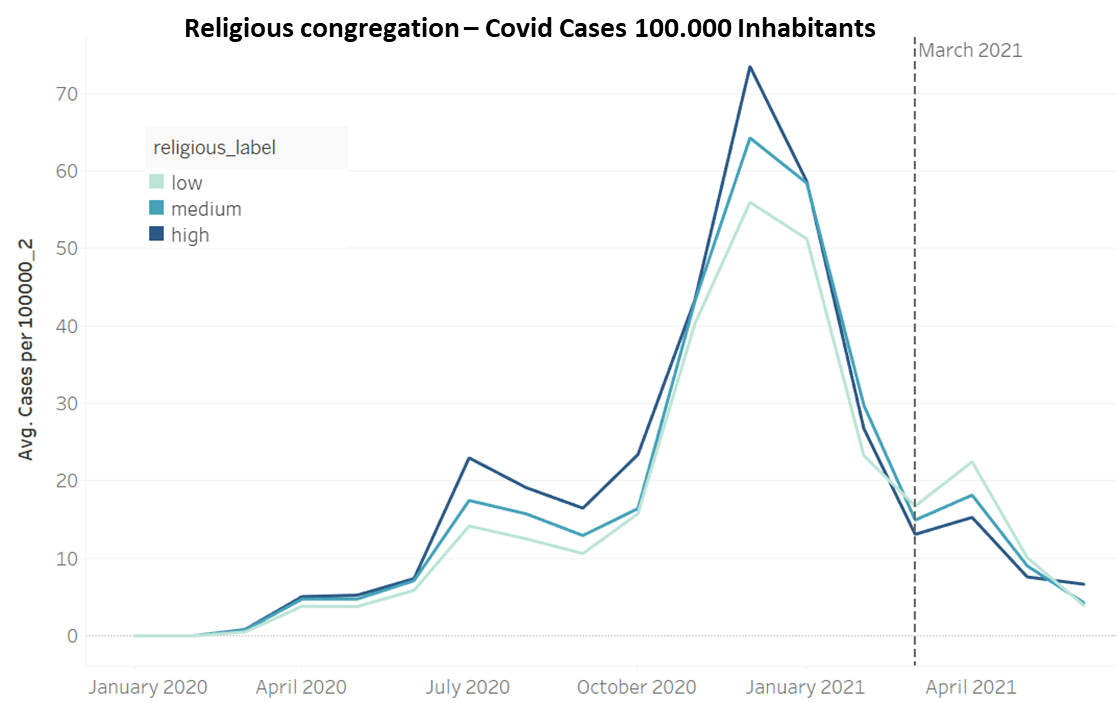 Religious congregation – Covid Cases 100.000 Inhabitants
March 2021
religious_label
low
medium
high
Avg. Cases per 100000_2
70
60
50
40
30
20
10
0
January 2020
April 2020
July 2020
October 2020
January 2021
April 2021